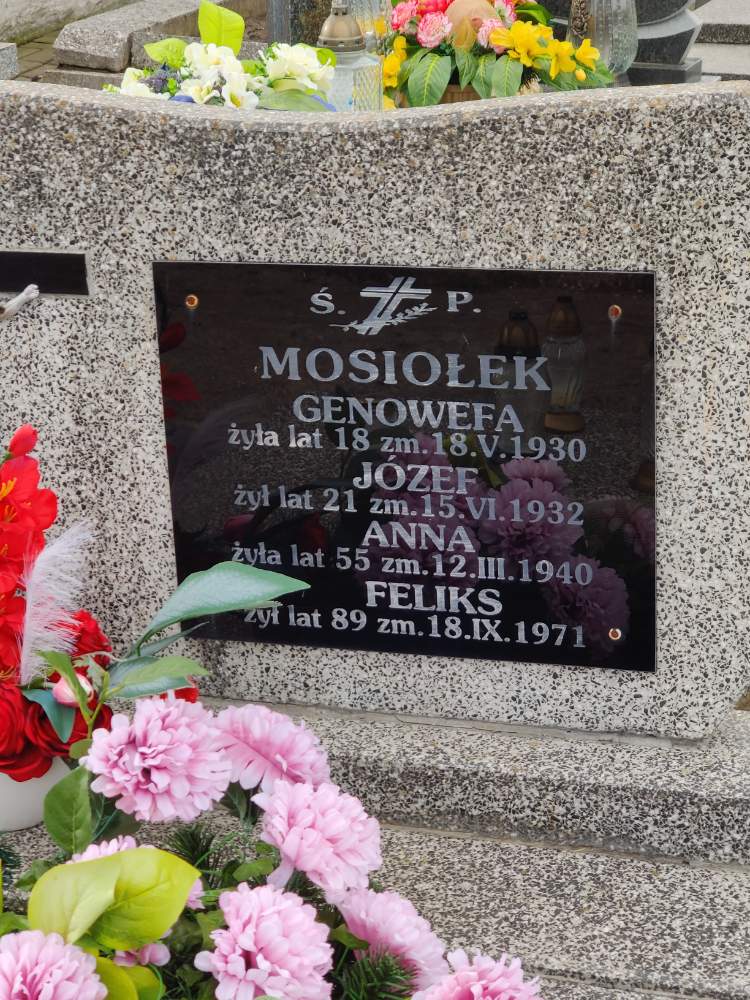 Ś. P.
MOSIOŁEK
GENOWEFA
żyła lat 18 zm. 18.V.1930
JÓZEF
żył lat 21 zm. 15.VI.1932
ANNA
żyła lat 55 zm. 12.III.1940
FELIKS
żył lat 89 zm. 18.IX.1971